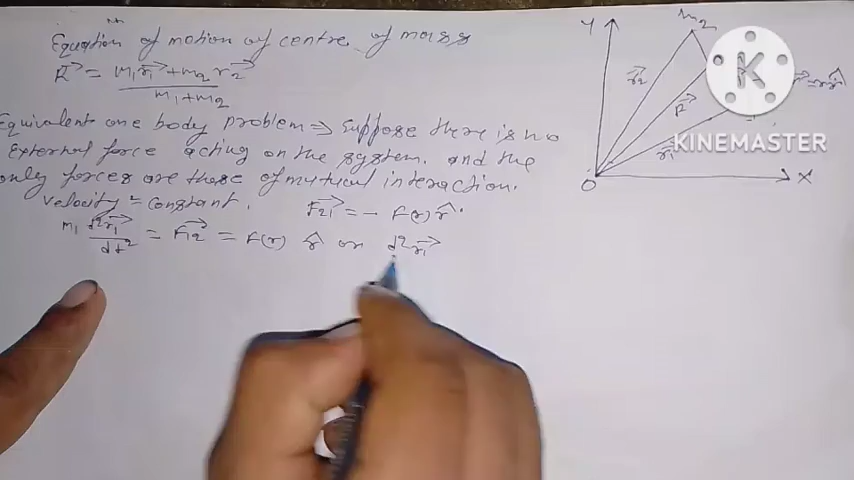 Equation of motion of centre of mass
R⃗ = m₁r₁⃗ + m₂r₂⃗ / m₁+m₂
Equivalent one body problem ⇒ Suppose there is no
external force acting on the system. and the
only forces are these of mutual interaction.
velocity = constant.
F₂₁⃗ = - F(r) r̂.
m₁ d²r₁⃗/dt² = F₁₂⃗ = F(r) r̂ or d²r₁⃗
Y
m₂
r₂⃗
R⃗
r₁⃗
= r r̂
O
X
K
KINEMASTER